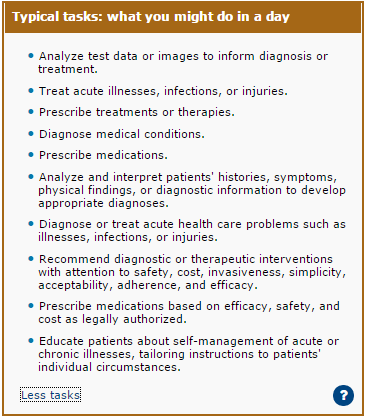 Typical tasks: what you might do in a day
Analyze test data or images to inform diagnosis or
treatment.
Treat acute illnesses, infections, or injuries.
Prescribe treatments or therapies.
Diagnose medical conditions.
Prescribe medications.
Analyze and interpret patients' histories, symptoms,
physical findings, or diagnostic information to develop
appropriate diagnoses.
Diagnose or treat acute health care problems such as
illnesses, infections, or injuries.
Recommend diagnostic or therapeutic interventions
with attention to safety, cost, invasiveness, simplicity,
acceptability, adherence, and efficacy.
Prescribe medications based on efficacy, safety, and
cost as legally authorized.
Educate patients about self-management of acute or
chronic illnesses, tailoring instructions to patients'
individual circumstances.
Less tasks ?